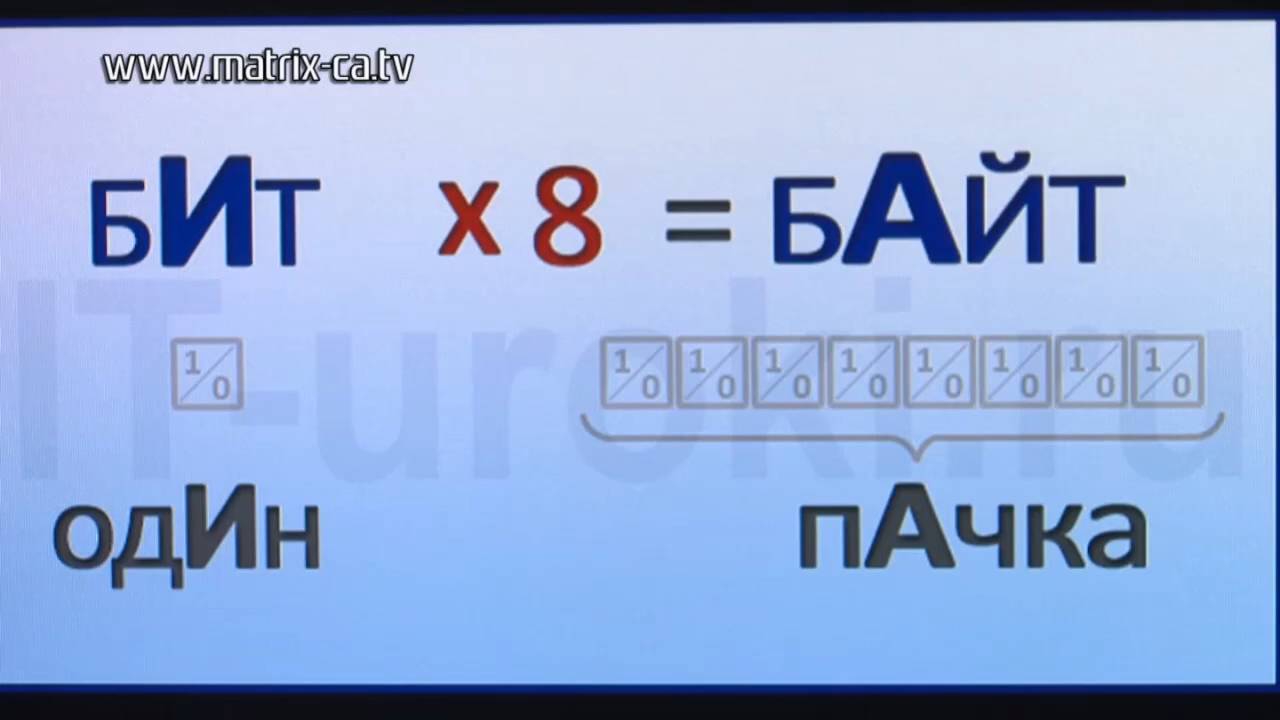 www.matrix-ca.tv
бИт х 8 = бАйт
IT-uroki.ru
1/0 1/0 1/0 1/0 1/0 1/0 1/0 1/0 1/0
одИн пАчка